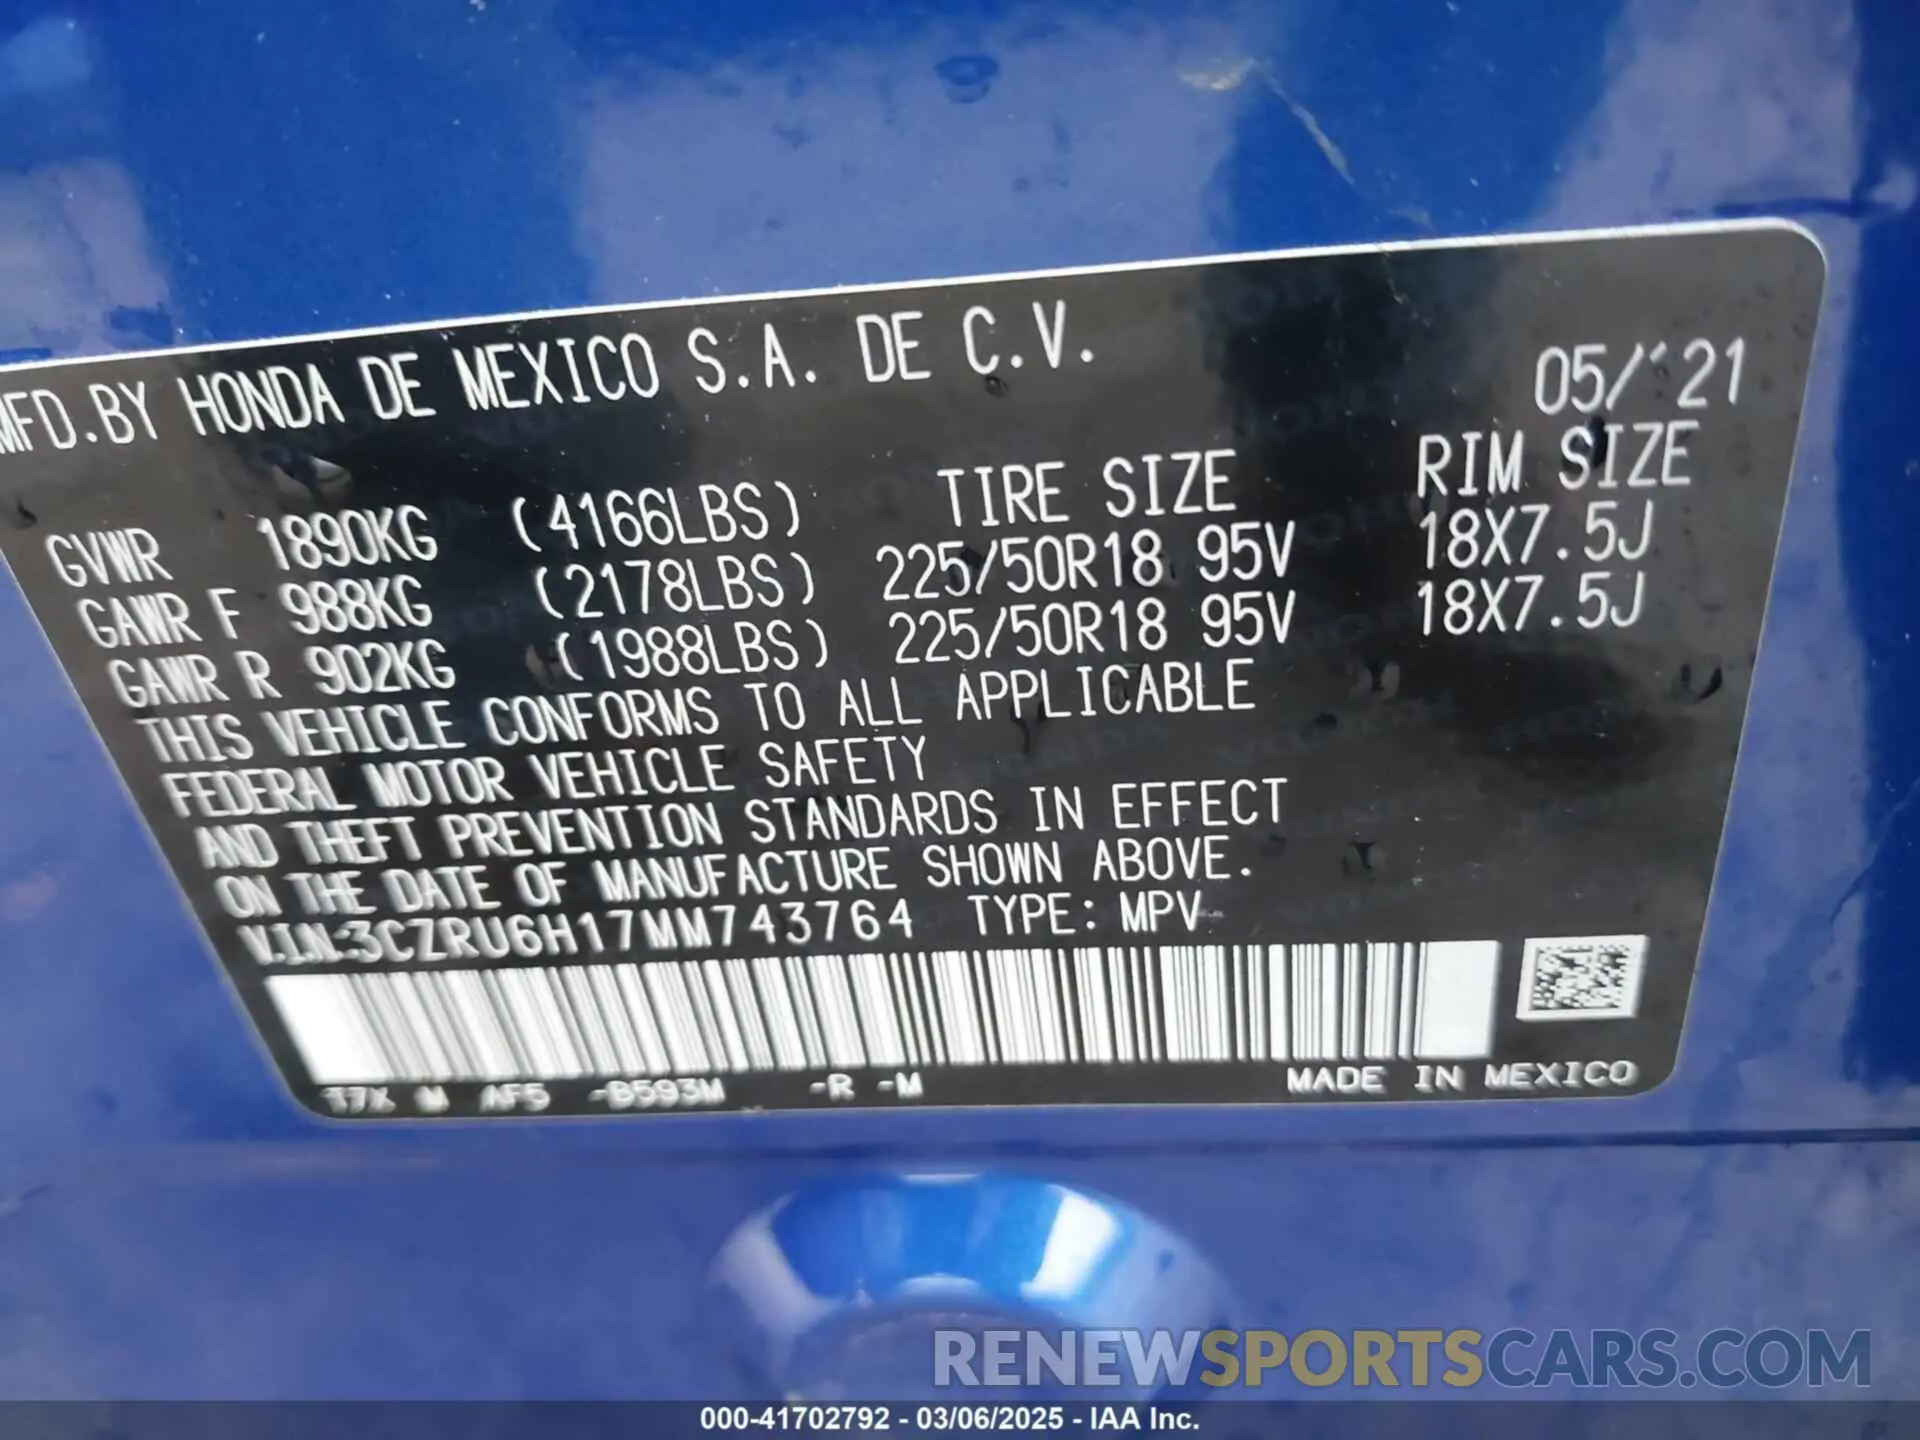 MFD.BY HONDA DE MEXICO S.A. DE C.V.
05/'21
TIRE SIZE RIM SIZE
GVWR 1890KG (4166LBS)
GAWR F 988KG (2178LBS) 225/50R18 95V 18X7.5J
GAWR R 902KG (1988LBS) 225/50R18 95V 18X7.5J
THIS VEHICLE CONFORMS TO ALL APPLICABLE
FEDERAL MOTOR VEHICLE SAFETY
AND THEFT PREVENTION STANDARDS IN EFFECT
ON THE DATE OF MANUFACTURE SHOWN ABOVE.
VIN:3CZRU6H17MM743764 TYPE: MPV
T7X M AF5 -B593M -R -M MADE IN MEXICO
RENEWSPORTSCARS.COM
000-41702792 - 03/06/2025 - IAA Inc.